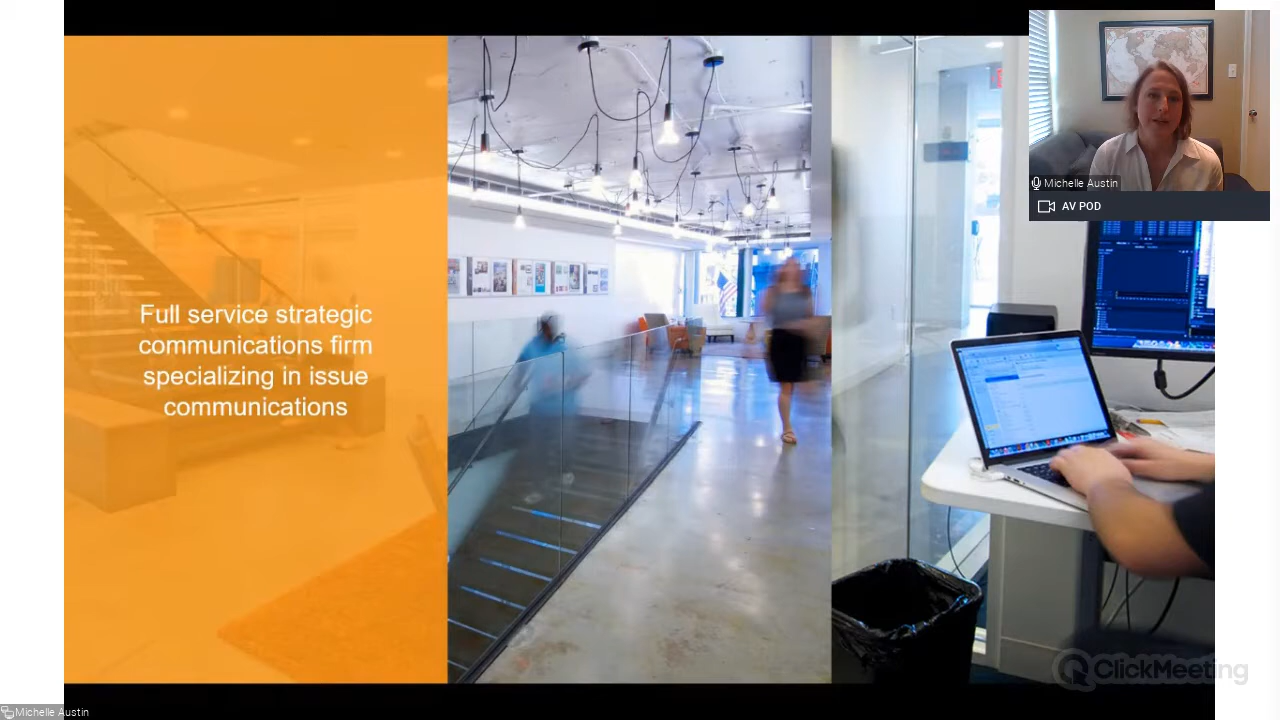 Full service strategic
communications firm
specializing in issue
communications
Michelle Austin
AV POD
ClickMeeting
Michelle Austin